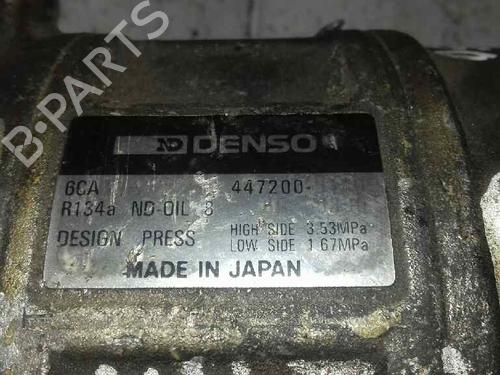 B-PARTS
ND DENSO
6CA 447200-
R134a ND-OIL 8
DESIGN PRESS HIGH SIDE 3.53MPa
LOW SIDE 1.67MPa
MADE IN JAPAN